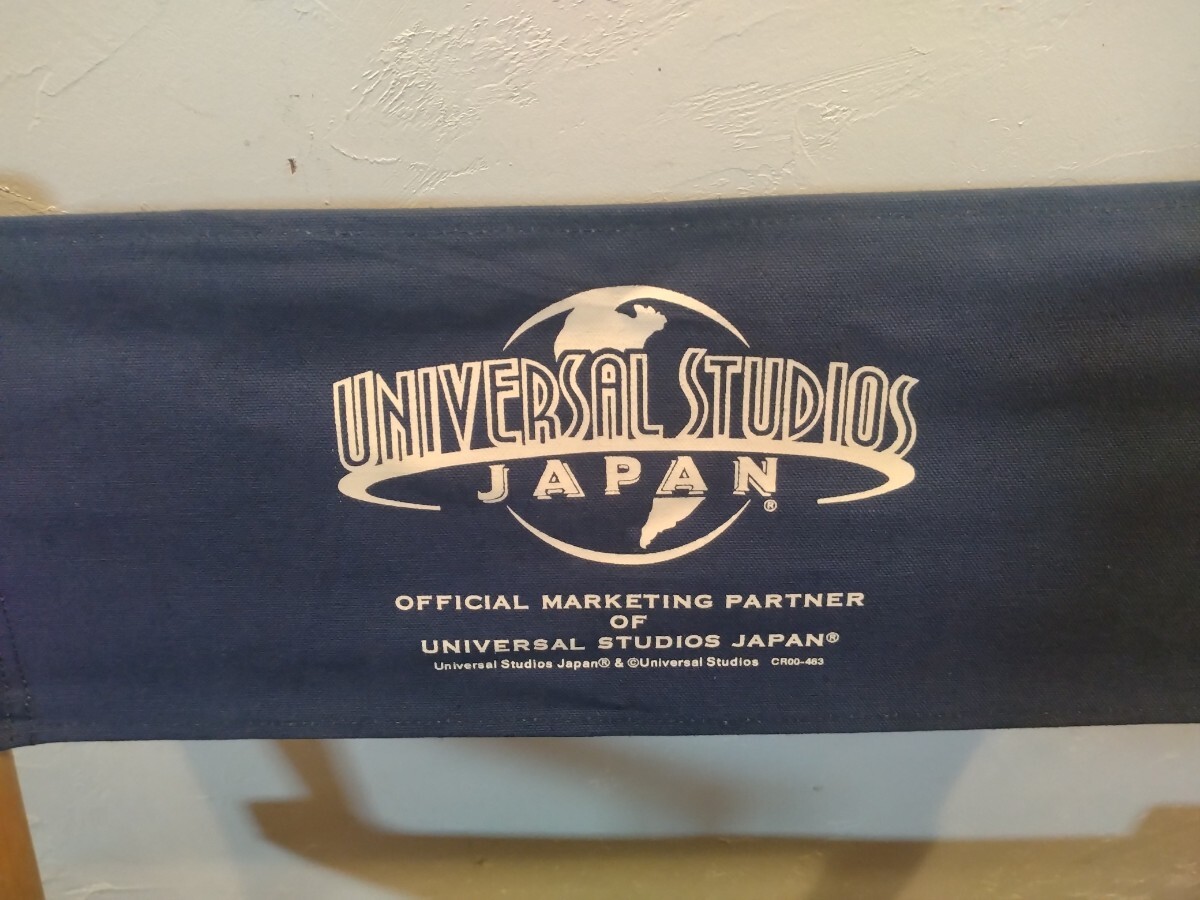 UNIVERSAL STUDIOS
JAPAN®
OFFICIAL MARKETING PARTNER
OF
UNIVERSAL STUDIOS JAPAN®
Universal Studios Japan® & ©Universal Studios CR00-463